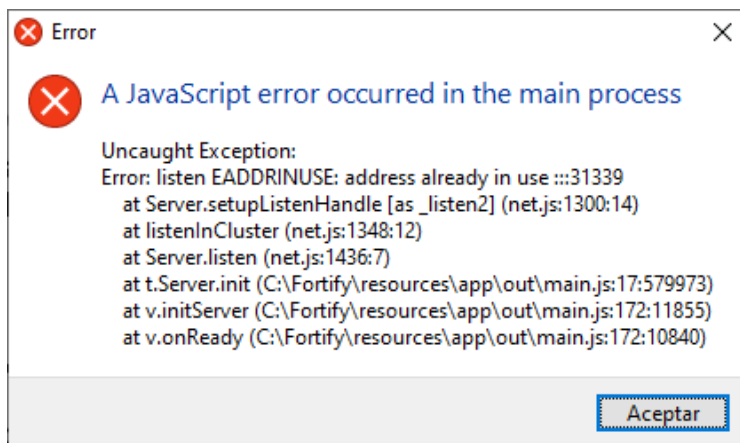 Error
A JavaScript error occurred in the main process
Uncaught Exception:
Error: listen EADDRINUSE: address already in use :::31339
at Server.setupListenHandle [as _listen2] (net.js:1300:14)
at listenInCluster (net.js:1348:12)
at Server.listen (net.js:1436:7)
at t.Server.init (C:\Fortify\resources\app\out\main.js:17:579973)
at v.initServer (C:\Fortify\resources\app\out\main.js:172:11855)
at v.onReady (C:\Fortify\resources\app\out\main.js:172:10840)
Aceptar